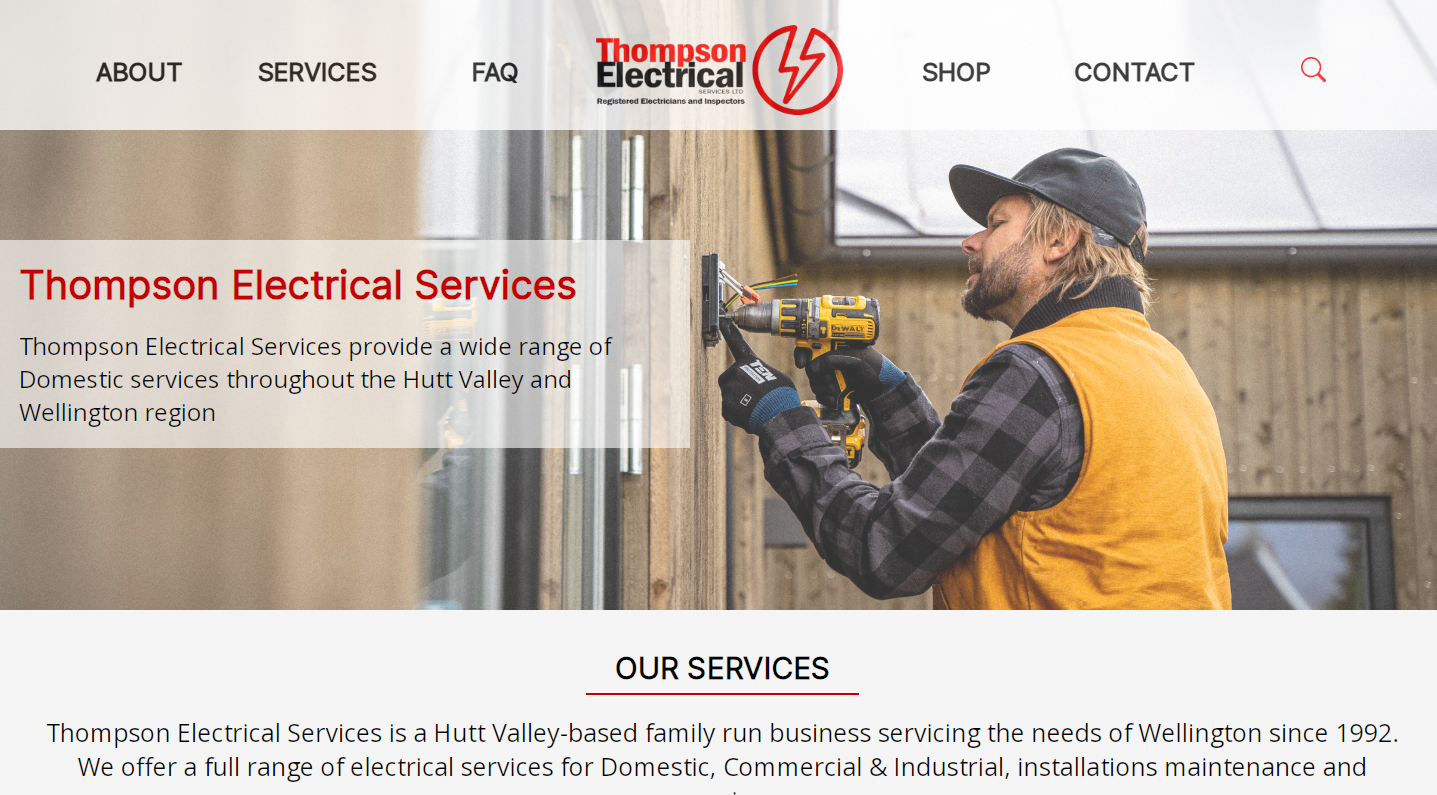 ABOUT
SERVICES
FAQ
Thompson
Electrical
SERVICES LTD
Registered Electricians and Inspectors
SHOP
CONTACT
Thompson Electrical Services
Thompson Electrical Services provide a wide range of
Domestic services throughout the Hutt Valley and
Wellington region
DEWALT
OUR SERVICES
Thompson Electrical Services is a Hutt Valley-based family run business servicing the needs of Wellington since 1992.
We offer a full range of electrical services for Domestic, Commercial & Industrial, installations maintenance and